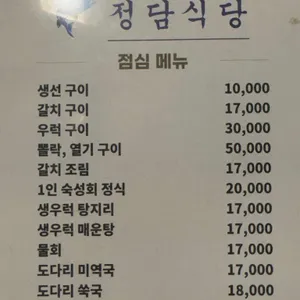 정담식당
점심 메뉴
생선 구이 10,000
갈치 구이 17,000
우럭 구이 30,000
뽈락, 열기 구이 50,000
갈치 조림 17,000
1인 숙성회 정식 20,000
생우럭 탕지리 17,000
생우럭 매운탕 17,000
물회 17,000
도다리 미역국 17,000
도다리 쑥국 18,000